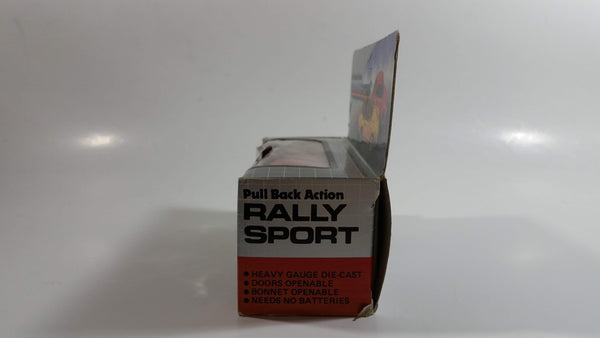 Pull Back Action
RALLY
SPORT
• HEAVY GAUGE DIE-CAST
• DOORS OPENABLE
• BONNET OPENABLE
• NEEDS NO BATTERIES